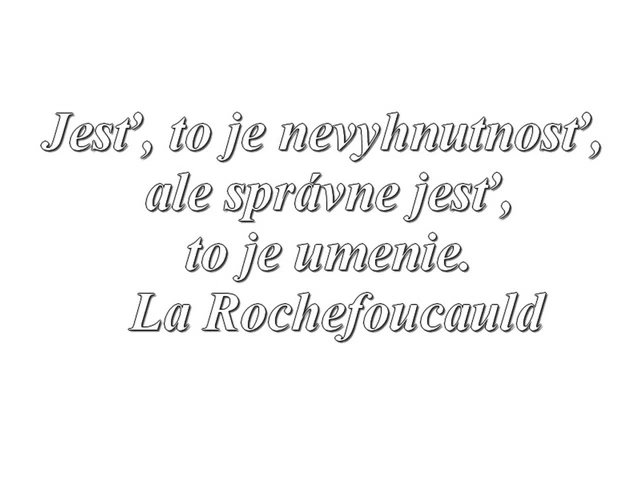 Jesť, to je nevyhnutnosť,
ale správne jesť,
to je umenie.
La Rochefoucauld